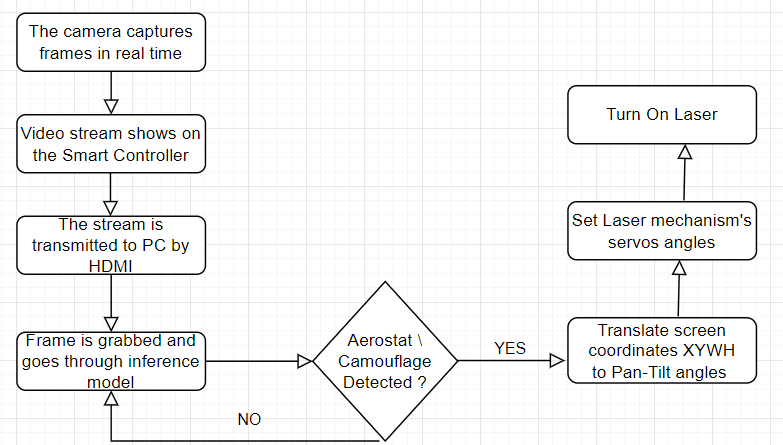 The camera captures
frames in real time
Video stream shows on
the Smart Controller
The stream is
transmitted to PC by
HDMI
Frame is grabbed and
goes through inference
model
Aerostat \
Camouflage
Detected ?
NO
YES
Translate screen
coordinates XYWH
to Pan-Tilt angles
Set Laser mechanism's
servos angles
Turn On Laser